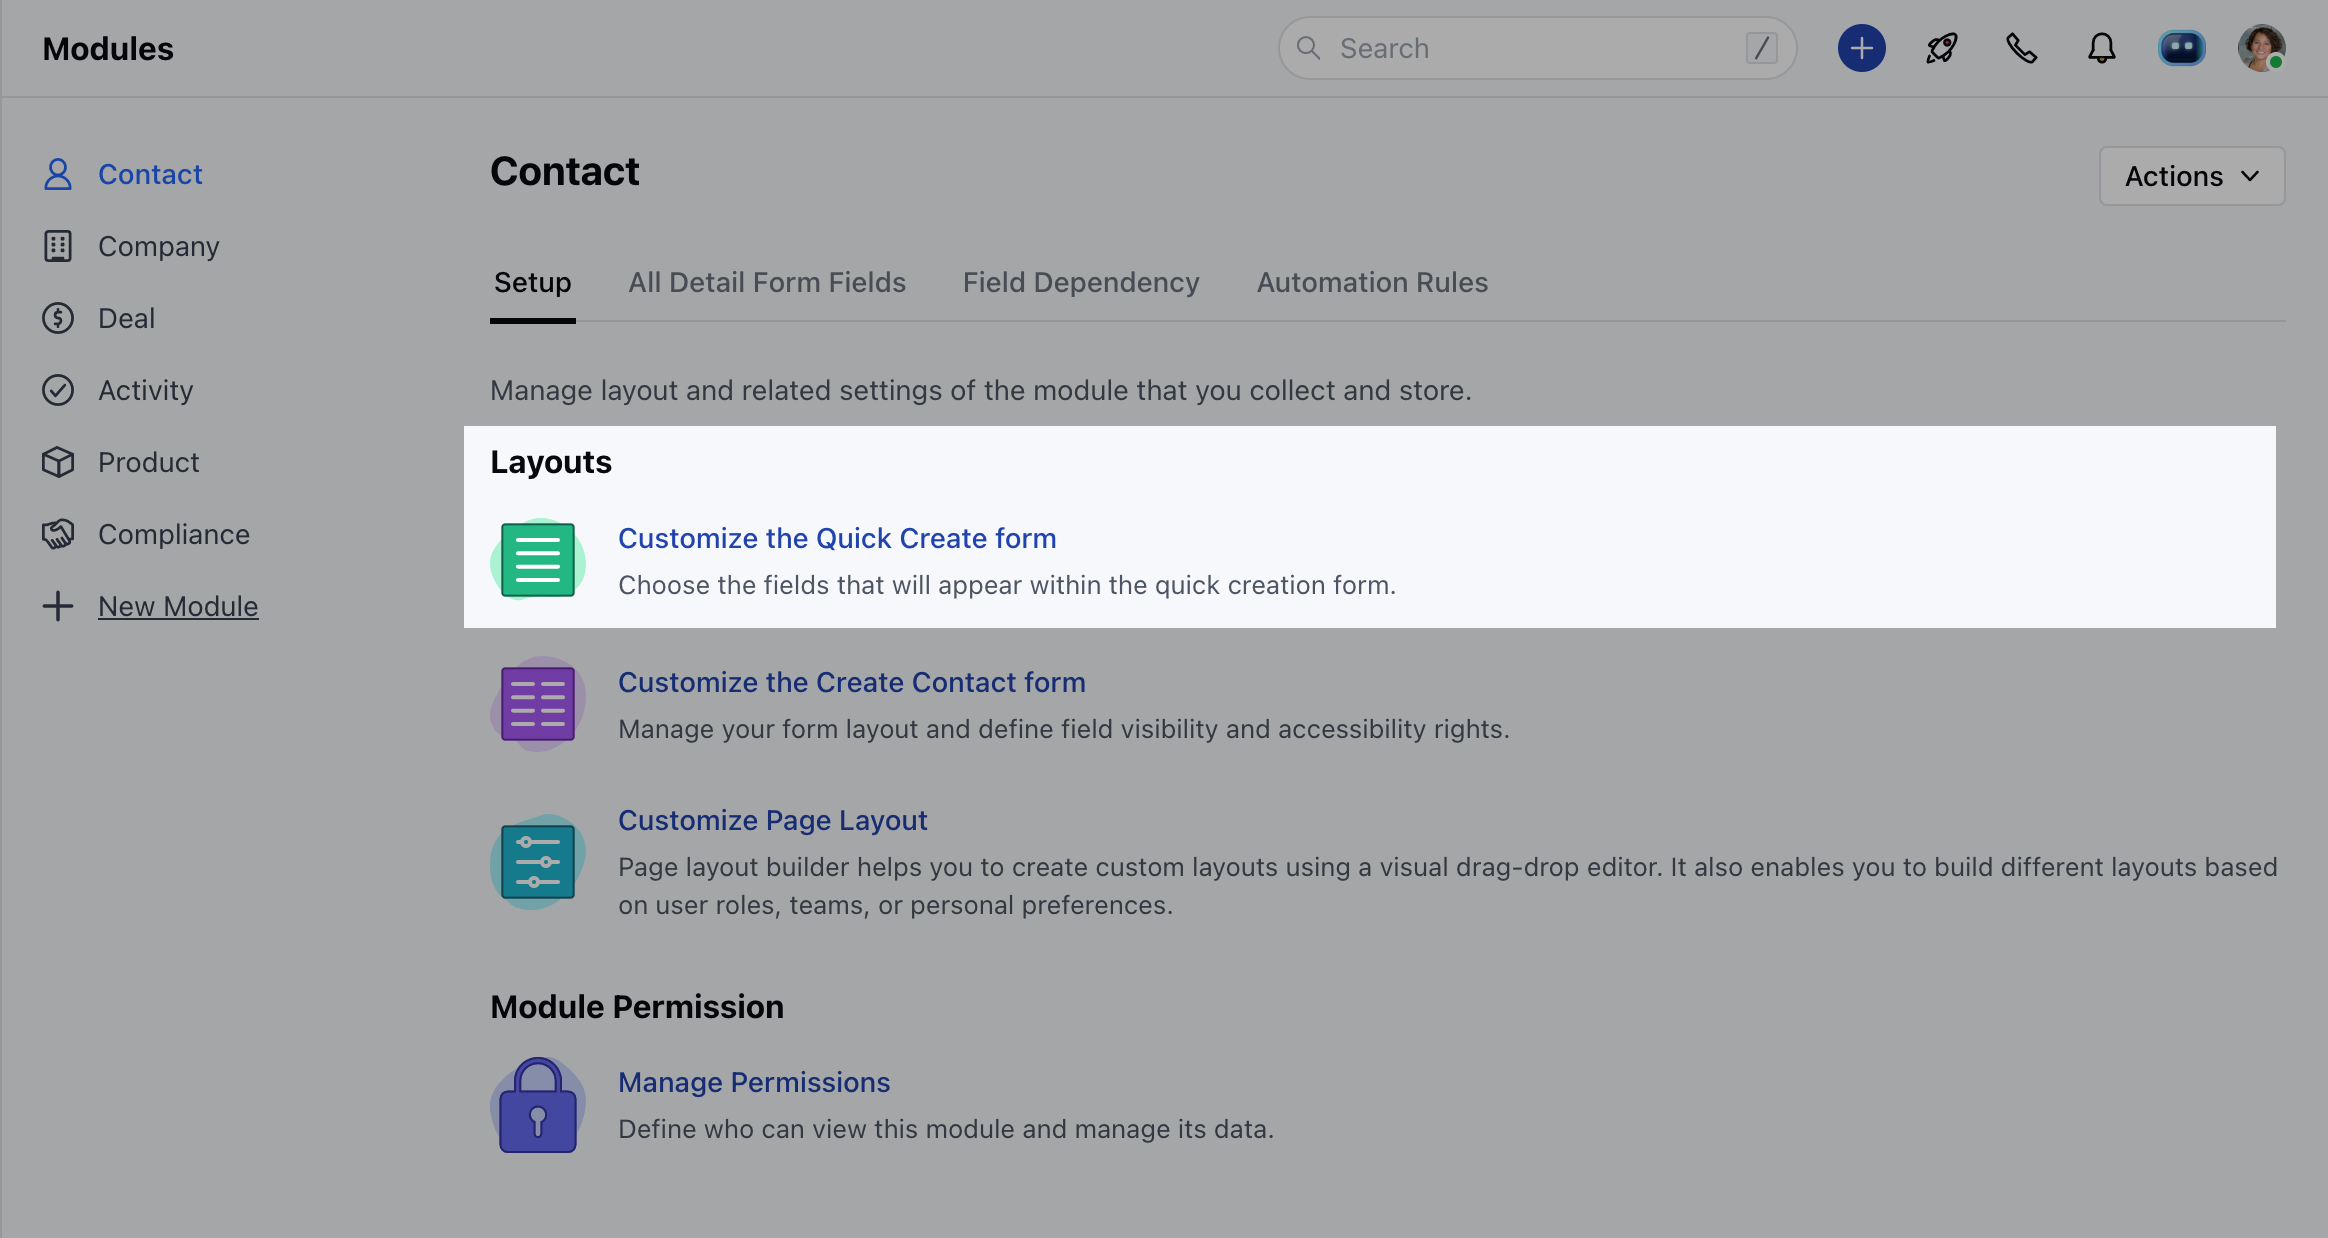 Modules
Search
/
Contact
Company
Deal
Activity
Product
Compliance
New Module
Contact
Actions
Setup
All Detail Form Fields
Field Dependency
Automation Rules
Manage layout and related settings of the module that you collect and store.
Layouts
Customize the Quick Create form
Choose the fields that will appear within the quick creation form.
Customize the Create Contact form
Manage your form layout and define field visibility and accessibility rights.
Customize Page Layout
Page layout builder helps you to create custom layouts using a visual drag-drop editor. It also enables you to build different layouts based
on user roles, teams, or personal preferences.
Module Permission
Manage Permissions
Define who can view this module and manage its data.